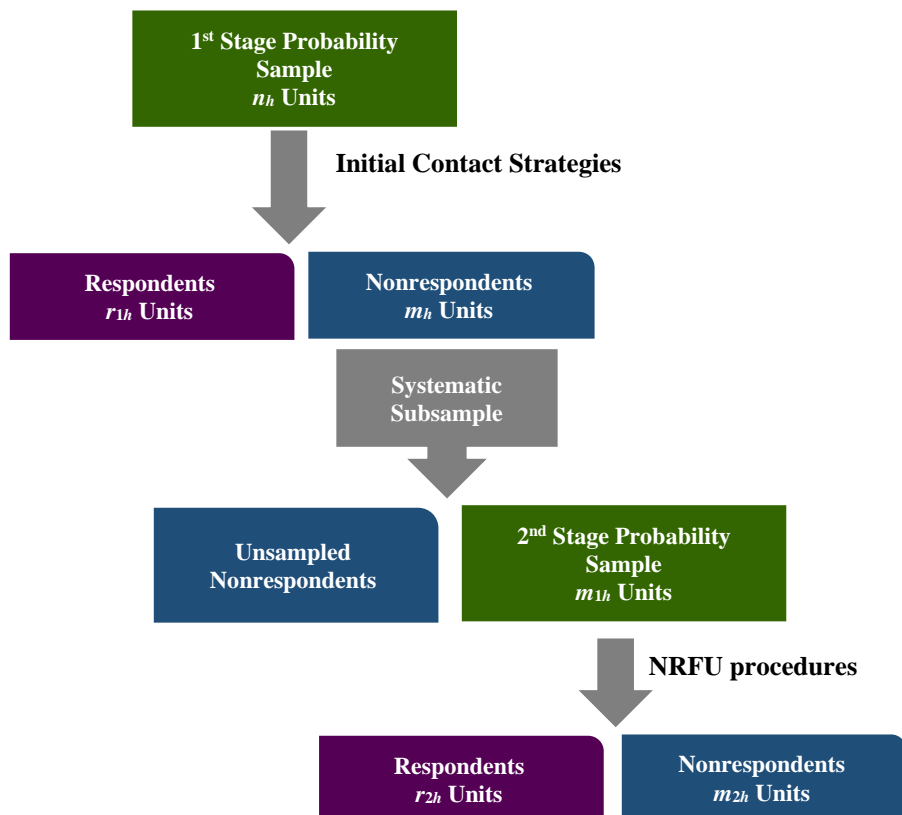 1st Stage Probability
Sample
nh Units
Initial Contact Strategies
Respondents
r1h Units
Nonrespondents
mh Units
Systematic
Subsample
Unsampled
Nonrespondents
2nd Stage Probability
Sample
m1h Units
NRFU procedures
Respondents
r2h Units
Nonrespondents
m2h Units